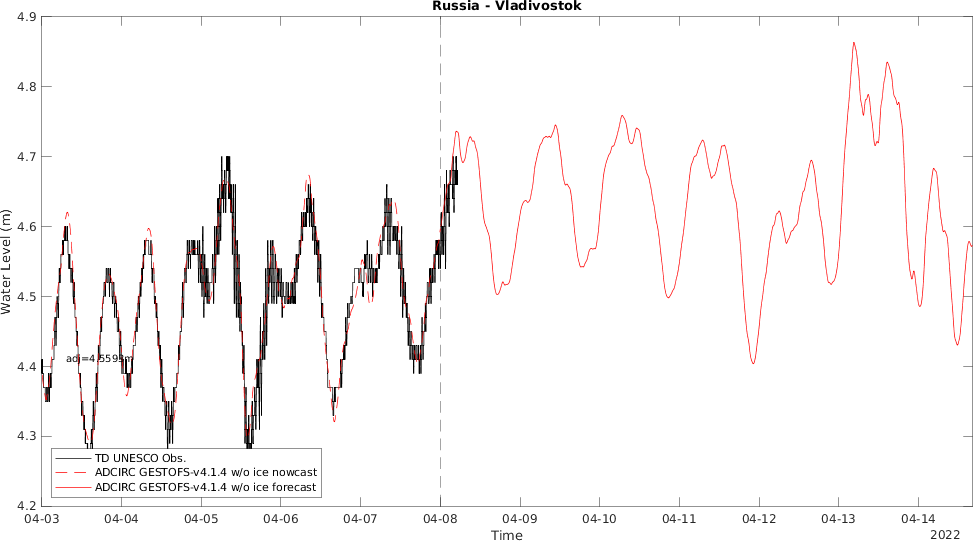 Russia - Vladivostok
4.9
4.8
4.7
4.6
4.5
4.4
4.3
4.2
Water Level (m)
adj=4.5593m
TD UNESCO Obs.
ADCIRC GESTOFS-v4.1.4 w/o ice nowcast
ADCIRC GESTOFS-v4.1.4 w/o ice forecast
04-03 04-04 04-05 04-06 04-07 04-08 04-09 04-10 04-11 04-12 04-13 04-14
2022
Time